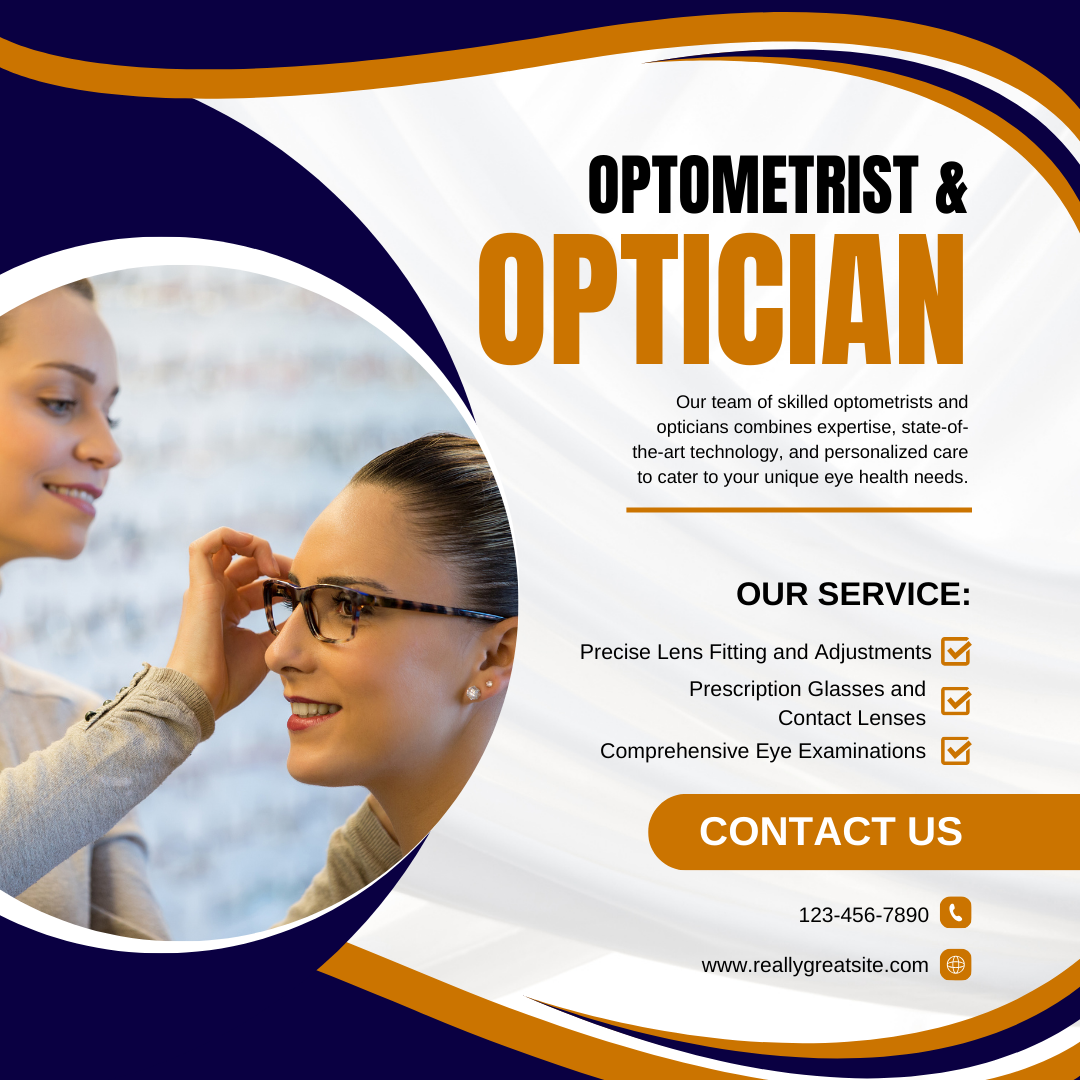 OPTOMETRIST &
OPTICIAN
Our team of skilled optometrists and
opticians combines expertise, state-of-
the-art technology, and personalized care
to cater to your unique eye health needs.
OUR SERVICE:
Precise Lens Fitting and Adjustments
Prescription Glasses and
Contact Lenses
Comprehensive Eye Examinations
CONTACT US
123-456-7890
www.reallygreatsite.com